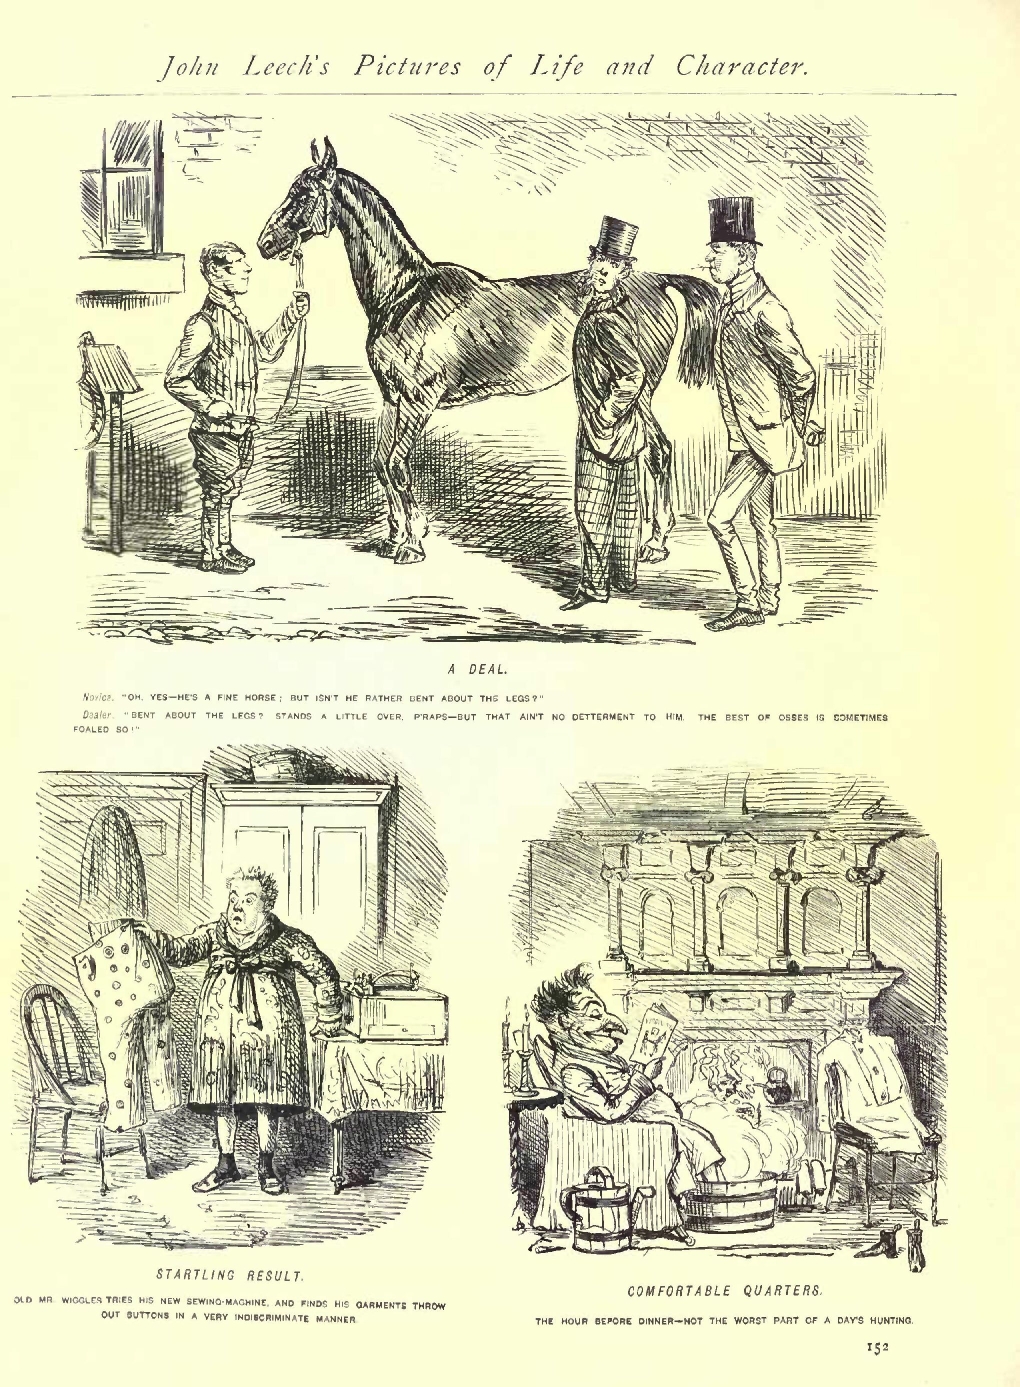 John Leech's Pictures of Life and Character.
A DEAL.
Novice. "OH, YES—HE'S A FINE HORSE; BUT ISN'T HE RATHER BENT ABOUT THE LEGS?"
Dealer. "BENT ABOUT THE LEGS? STANDS A LITTLE OVER, P'RAPS—BUT THAT AIN'T NO DETTERMENT TO HIM. THE BEST OF OSSES IS SOMETIMES
FOALED SO!"
STARTLING RESULT.
OLD MR. WIGGLES TRIES HIS NEW SEWING-MACHINE, AND FINDS HIS GARMENTS THROW
OUT BUTTONS IN A VERY INDISCRIMINATE MANNER.
COMFORTABLE QUARTERS.
THE HOUR BEFORE DINNER—NOT THE WORST PART OF A DAY'S HUNTING.
152